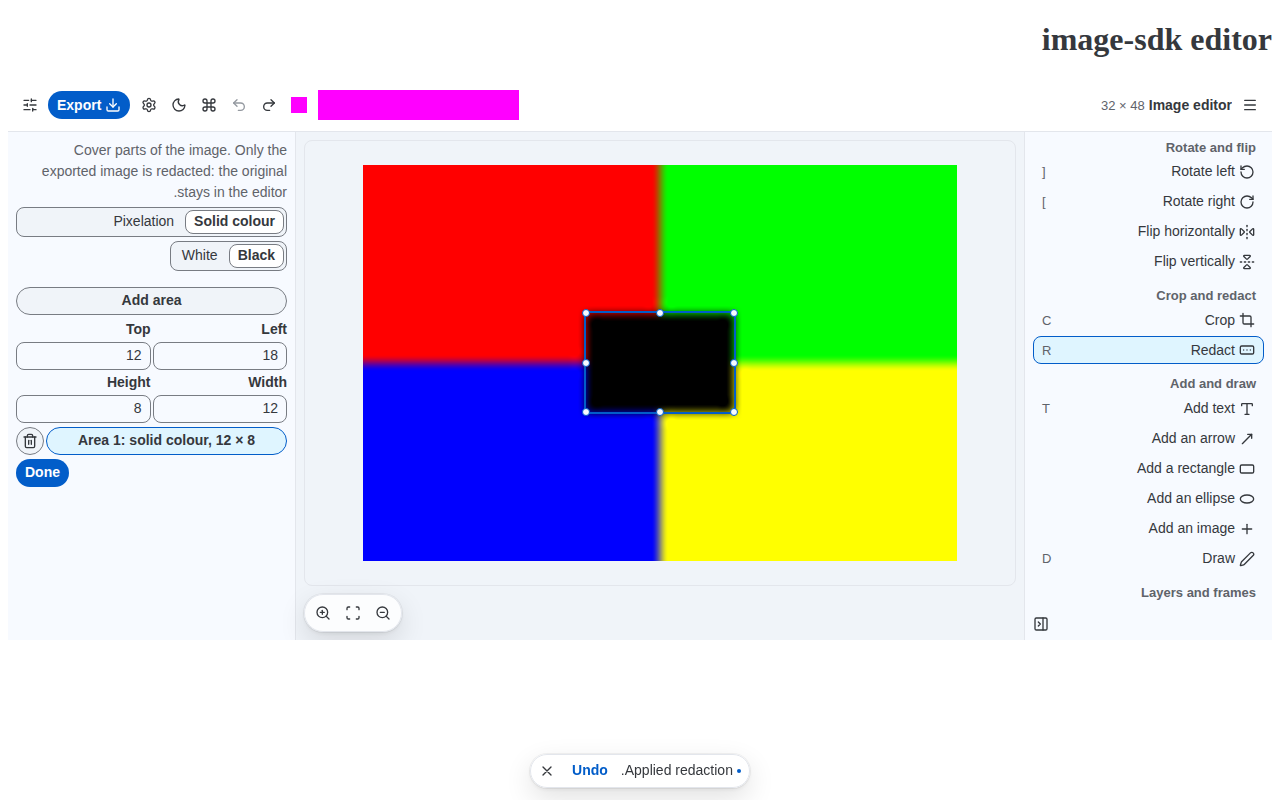 image-sdk editor
Export
32 × 48 Image editor
Cover parts of the image. Only the
exported image is redacted: the original
.stays in the editor
Pixelation Solid colour
White Black
Add area
Top Left
12 18
Height Width
8 12
Area 1: solid colour, 12 × 8
Done
Rotate and flip
] Rotate left
[ Rotate right
Flip horizontally
Flip vertically
Crop and redact
C Crop
R Redact
Add and draw
T Add text
Add an arrow
Add a rectangle
Add an ellipse
Add an image
D Draw
Layers and frames
Undo .Applied redaction